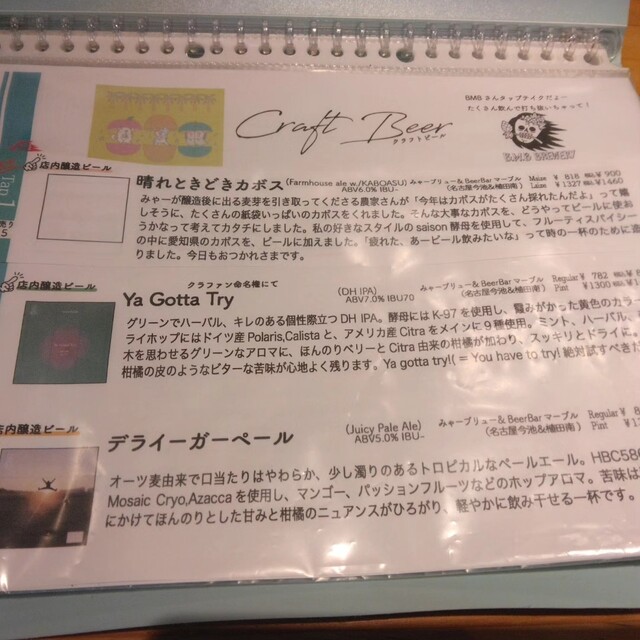 BMBさんタップテイクだよー
たくさん飲んで打ち抜いちゃって！
Craft Beer
クラフトビール
B.M.B BREWERY
Tap 1
店内醸造ビール
晴れときどきカボス (Farmhouse ale w./KABOASU) みゃーブリュー&BeerBar マーブル
ABV6.0% IBU- (名古屋今池&植田南)
¥ 818 ¥900
¥ 1327 ¥1460
みゃーが醸造後に出る麦芽を引き取ってくださる農家さんが「今年はカボスがたくさん採れたんだよ」って嬉
しそうに、たくさんの紙袋いっぱいのカボスをくれました。そんな大事なカボスを、どうやってビールに使お
うかなって考えてカタチにしました。私の好きなスタイルの saison 酵母を使用して、フルーティスパイシー
の中に愛知県のカボスを、ビールに加えました。「疲れた、あービール飲みたいな」って時の一杯のために造
りました。今日もおつかれさまです。
店内醸造ビール
クラファン命名権にて
Ya Gotta Try (DH IPA) みゃーブリュー&BeerBar マーブル Regular ¥ 782
ABV7.0% IBU70 (名古屋今池&植田南) Pint ¥ 1300
グリーンでハーバル、キレのある個性際立つ DH IPA。酵母には K-97 を使用し、霞みがかった黄色のカラー
ライホップにはドイツ産 Polaris,Calista と、アメリカ産 Citra をメインに 9 種使用。ミント、ハーバル、
木を思わせるグリーンなアロマに、ほんのりベリーと Citra 由来の柑橘が加わり、スッキリとドライに。
柑橘の皮のようなビターな苦味が心地よく残ります。Ya gotta try!( = You have to try! 絶対試すべきだ
店内醸造ビール
デライーガーペール (Juicy Pale Ale) みゃーブリュー&BeerBar マーブル Regular ¥
ABV5.0% IBU- (名古屋今池&植田南) Pint ¥
オーツ麦由来で口当たりはやわらか、少し濁りのあるトロピカルなペールエール。HBC586
Mosaic Cryo,Azacca を使用し、マンゴー、パッションフルーツなどのホップアロマ。苦味は
にかけてほんのりとした甘みと柑橘のニュアンスがひろがり、軽やかに飲み干せる一杯です。